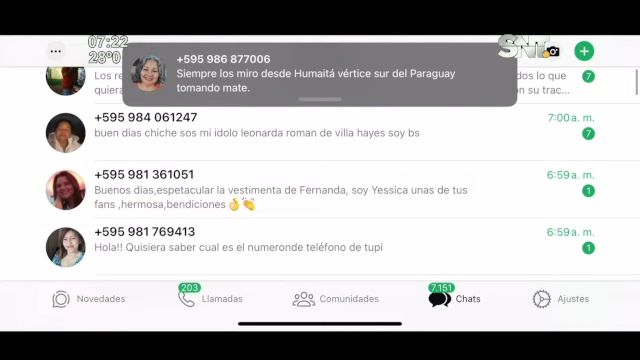 07:22
28°0
SNT
+595 986 877006
Siempre los miro desde Humaitá vértice sur del Paraguay
tomando mate.
Los re
dos lo que
quiera
on su trac...
7
+595 984 061247
7:00 a. m.
buen dias chiche sos mi idolo leonarda roman de villa hayes soy bs
7
+595 981 361051
6:59 a. m.
Buenos dias,espetacular la vestimenta de Fernanda, soy Yessica unas de tus
fans ,hermosa,bendiciones👌👏
1
+595 981 769413
6:59 a. m.
Hola!! Quisiera saber cual es el numeronde teléfono de tupi
1
Novedades
203
Llamadas
Comunidades
7.151
Chats
Ajustes